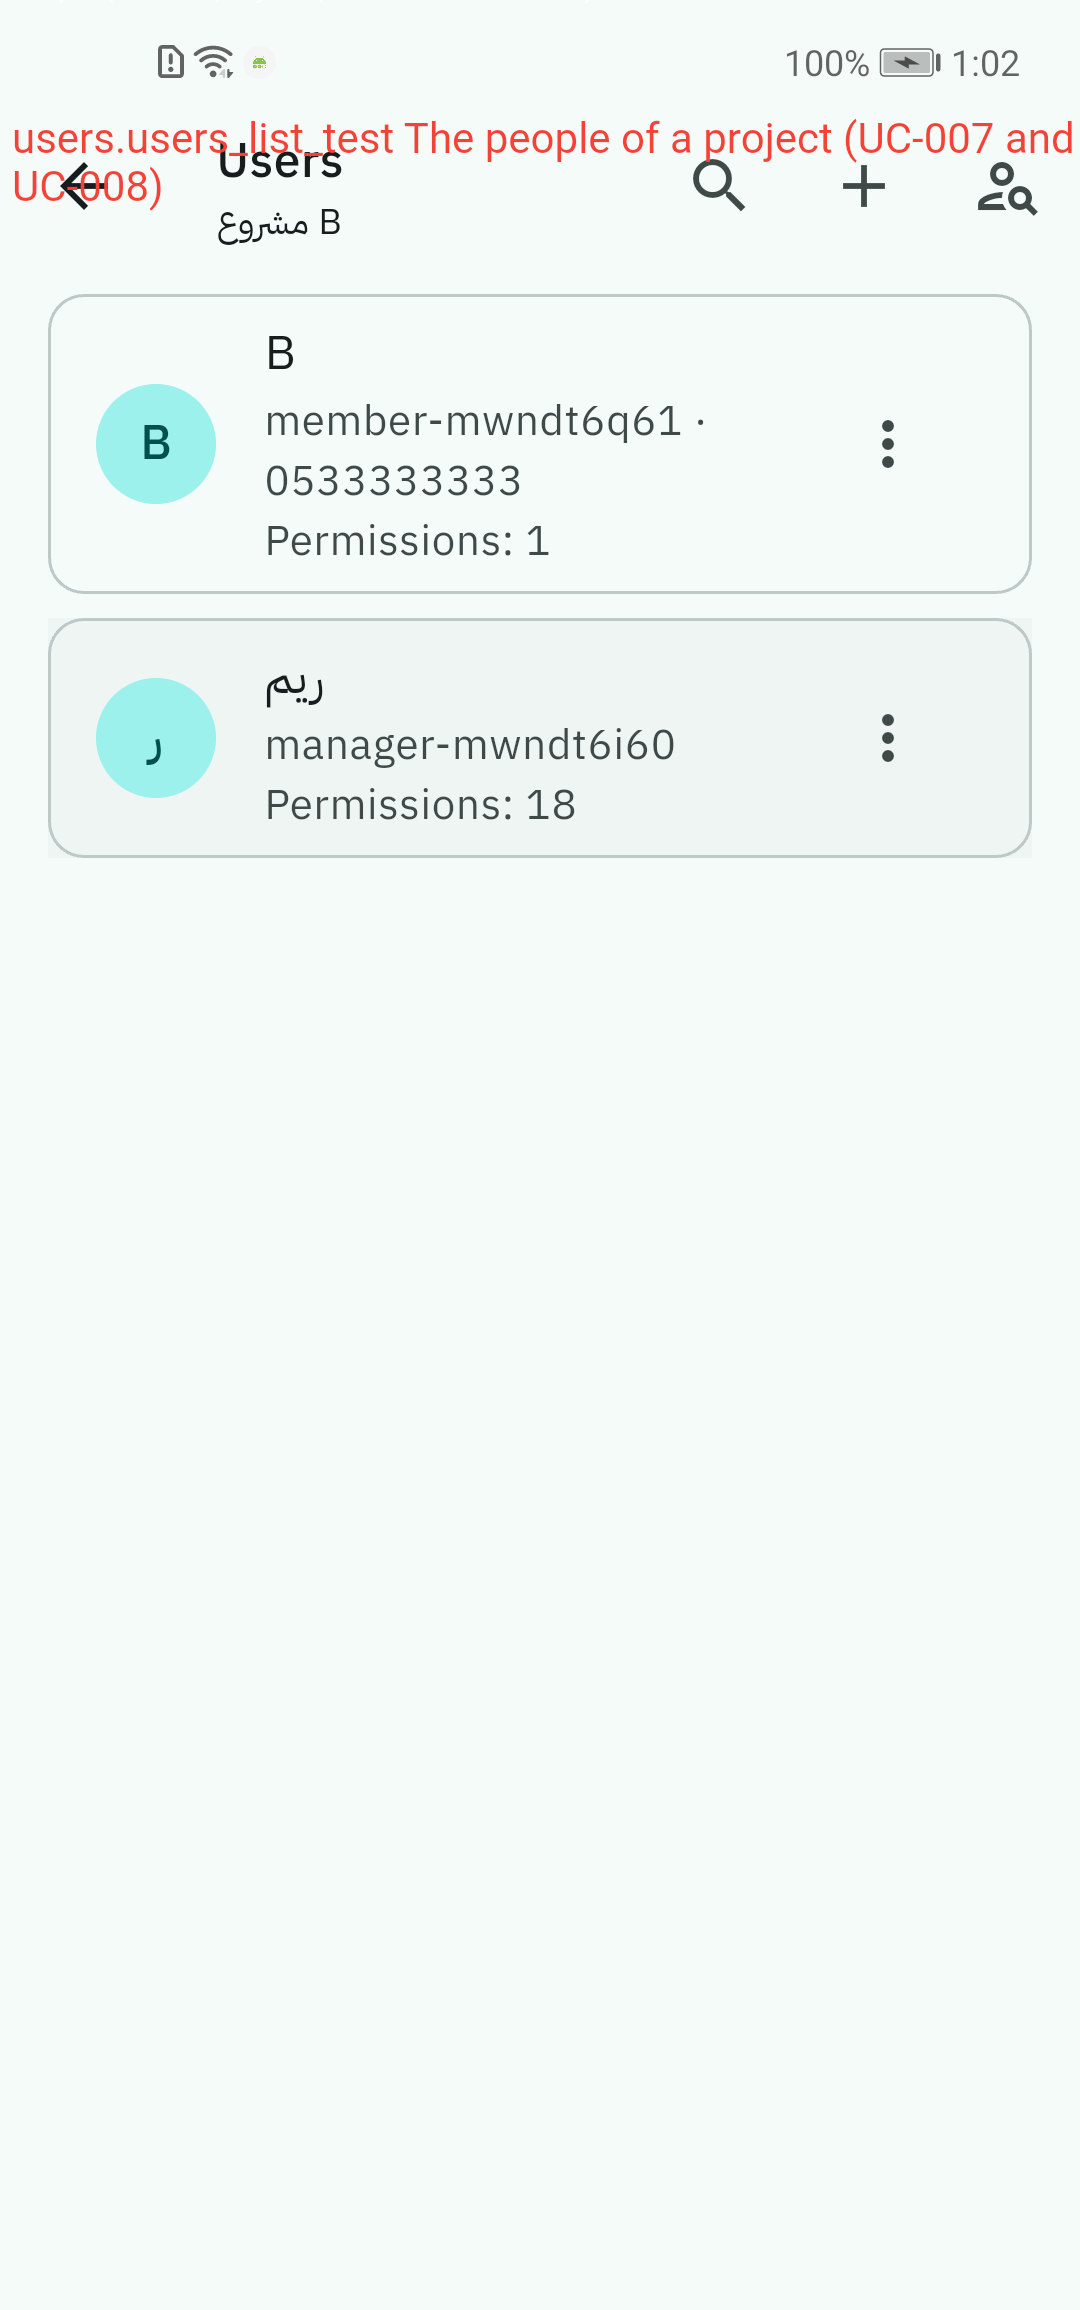 100% 1:02
users.users_list_test The people of a project (UC-007 and
UC-008)
Users
مشروع B
B
B
member-mwndt6q61 ·
0533333333
Permissions: 1
ر
ريم
manager-mwndt6i60
Permissions: 18